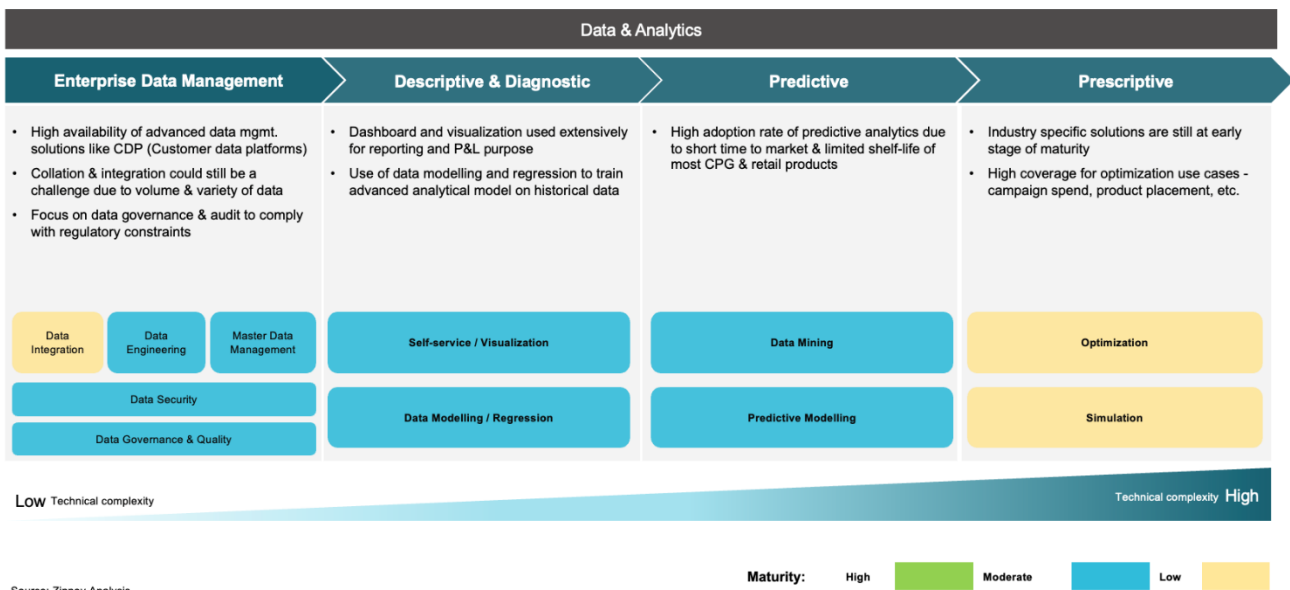 Data & Analytics
Enterprise Data Management
Descriptive & Diagnostic
Predictive
Prescriptive
• High availability of advanced data mgmt.
solutions like CDP (Customer data platforms)
• Collation & integration could still be a
challenge due to volume & variety of data
• Focus on data governance & audit to comply
with regulatory constraints
• Dashboard and visualization used extensively
for reporting and P&L purpose
• Use of data modelling and regression to train
advanced analytical model on historical data
• High adoption rate of predictive analytics due
to short time to market & limited shelf-life of
most CPG & retail products
• Industry specific solutions are still at early
stage of maturity
• High coverage for optimization use cases -
campaign spend, product placement, etc.
Data
Integration
Data
Engineering
Master Data
Management
Data Security
Data Governance & Quality
Self-service / Visualization
Data Modelling / Regression
Data Mining
Predictive Modelling
Optimization
Simulation
Low Technical complexity
Technical complexity High
Maturity: High Moderate Low
Source: Zinnov Analysis